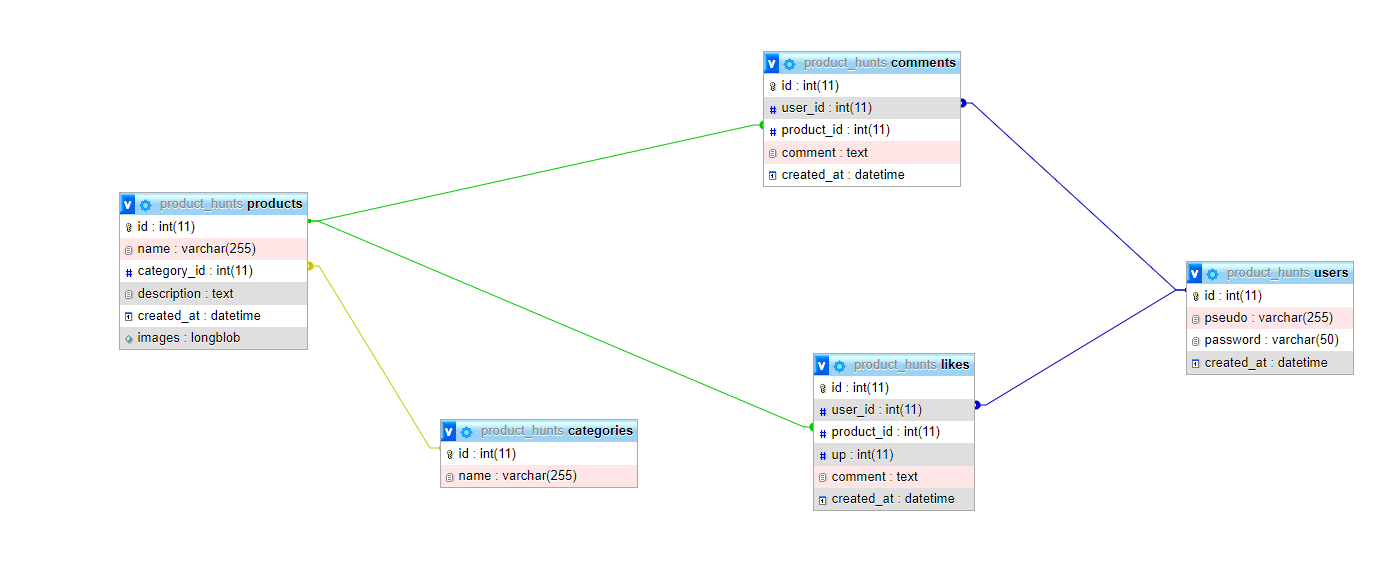 v product_hunts comments
id : int(11)
user_id : int(11)
product_id : int(11)
comment : text
created_at : datetime
v product_hunts products
id : int(11)
name : varchar(255)
category_id : int(11)
description : text
created_at : datetime
images : longblob
v product_hunts users
id : int(11)
pseudo : varchar(255)
password : varchar(50)
created_at : datetime
v product_hunts likes
id : int(11)
user_id : int(11)
product_id : int(11)
up : int(11)
comment : text
created_at : datetime
v product_hunts categories
id : int(11)
name : varchar(255)